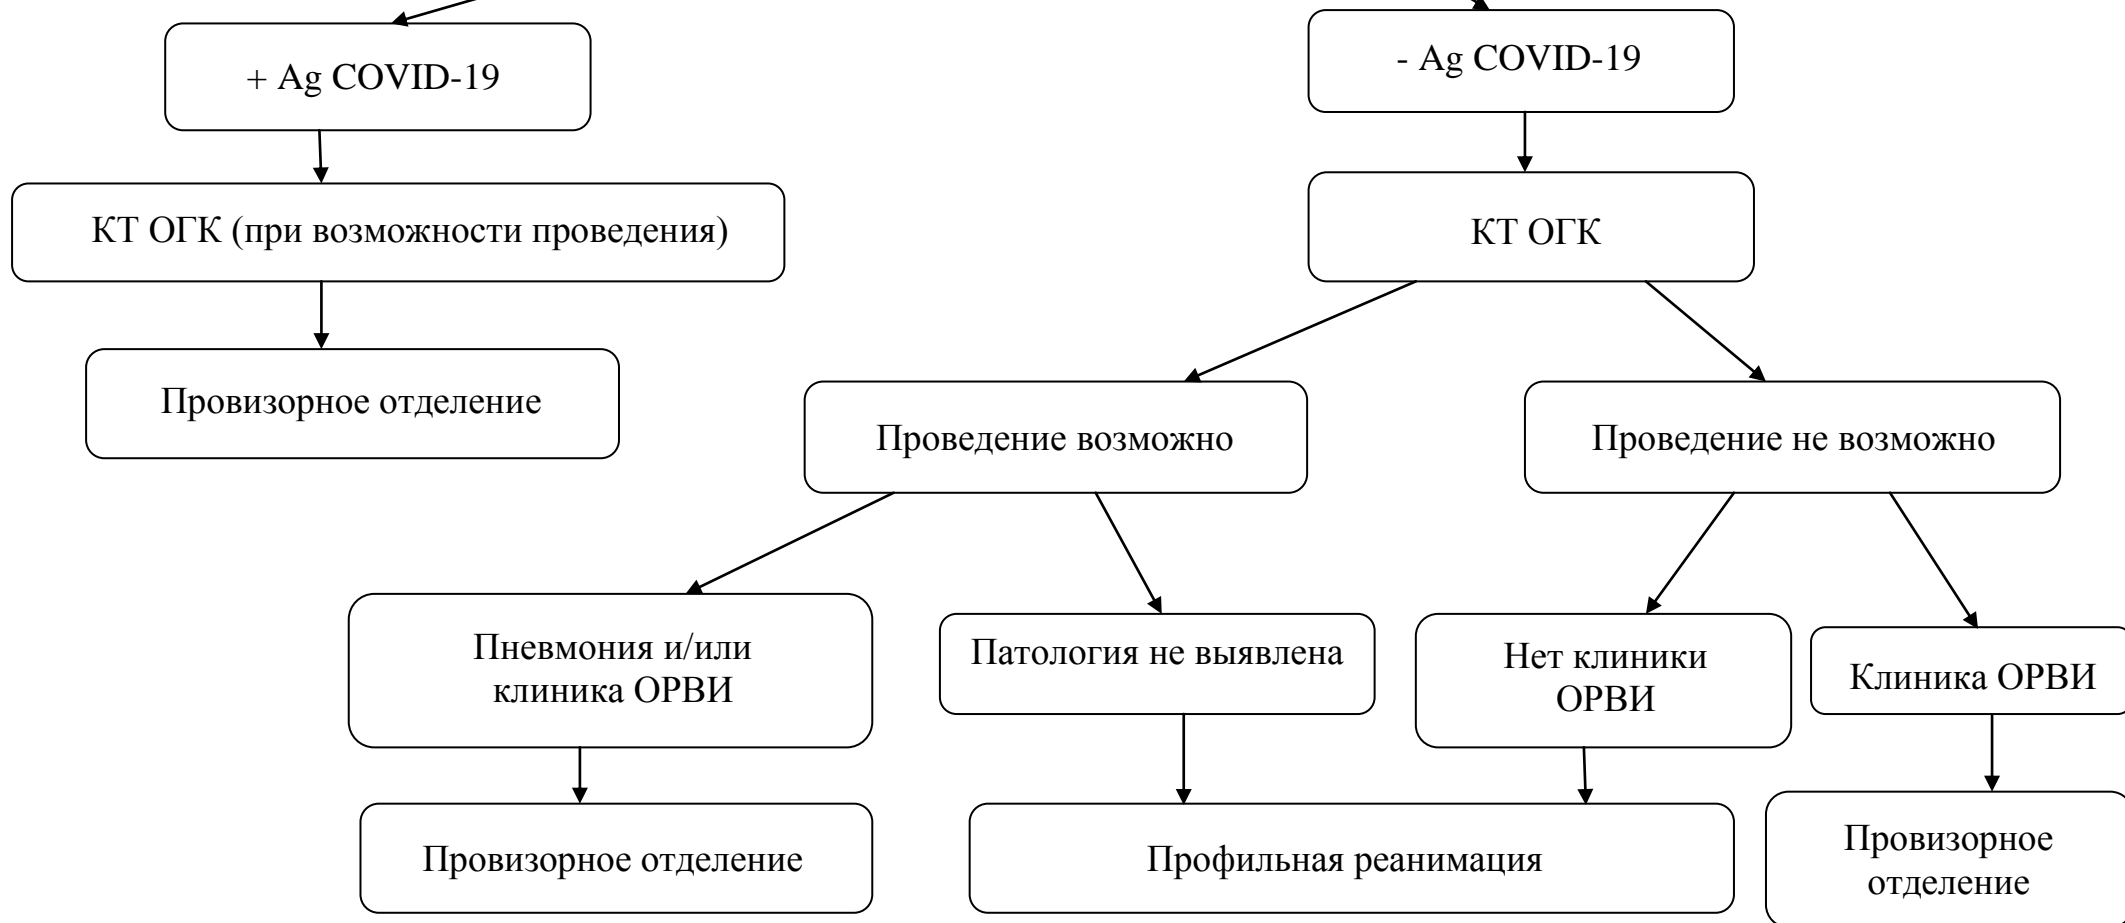 + Ag COVID-19
- Ag COVID-19
КТ ОГК (при возможности проведения)
КТ ОГК
Провизорное отделение
Проведение возможно
Проведение не возможно
Пневмония и/или
клиника ОРВИ
Патология не выявлена
Нет клиники
ОРВИ
Клиника ОРВИ
Провизорное отделение
Профильная реанимация
Провизорное
отделение